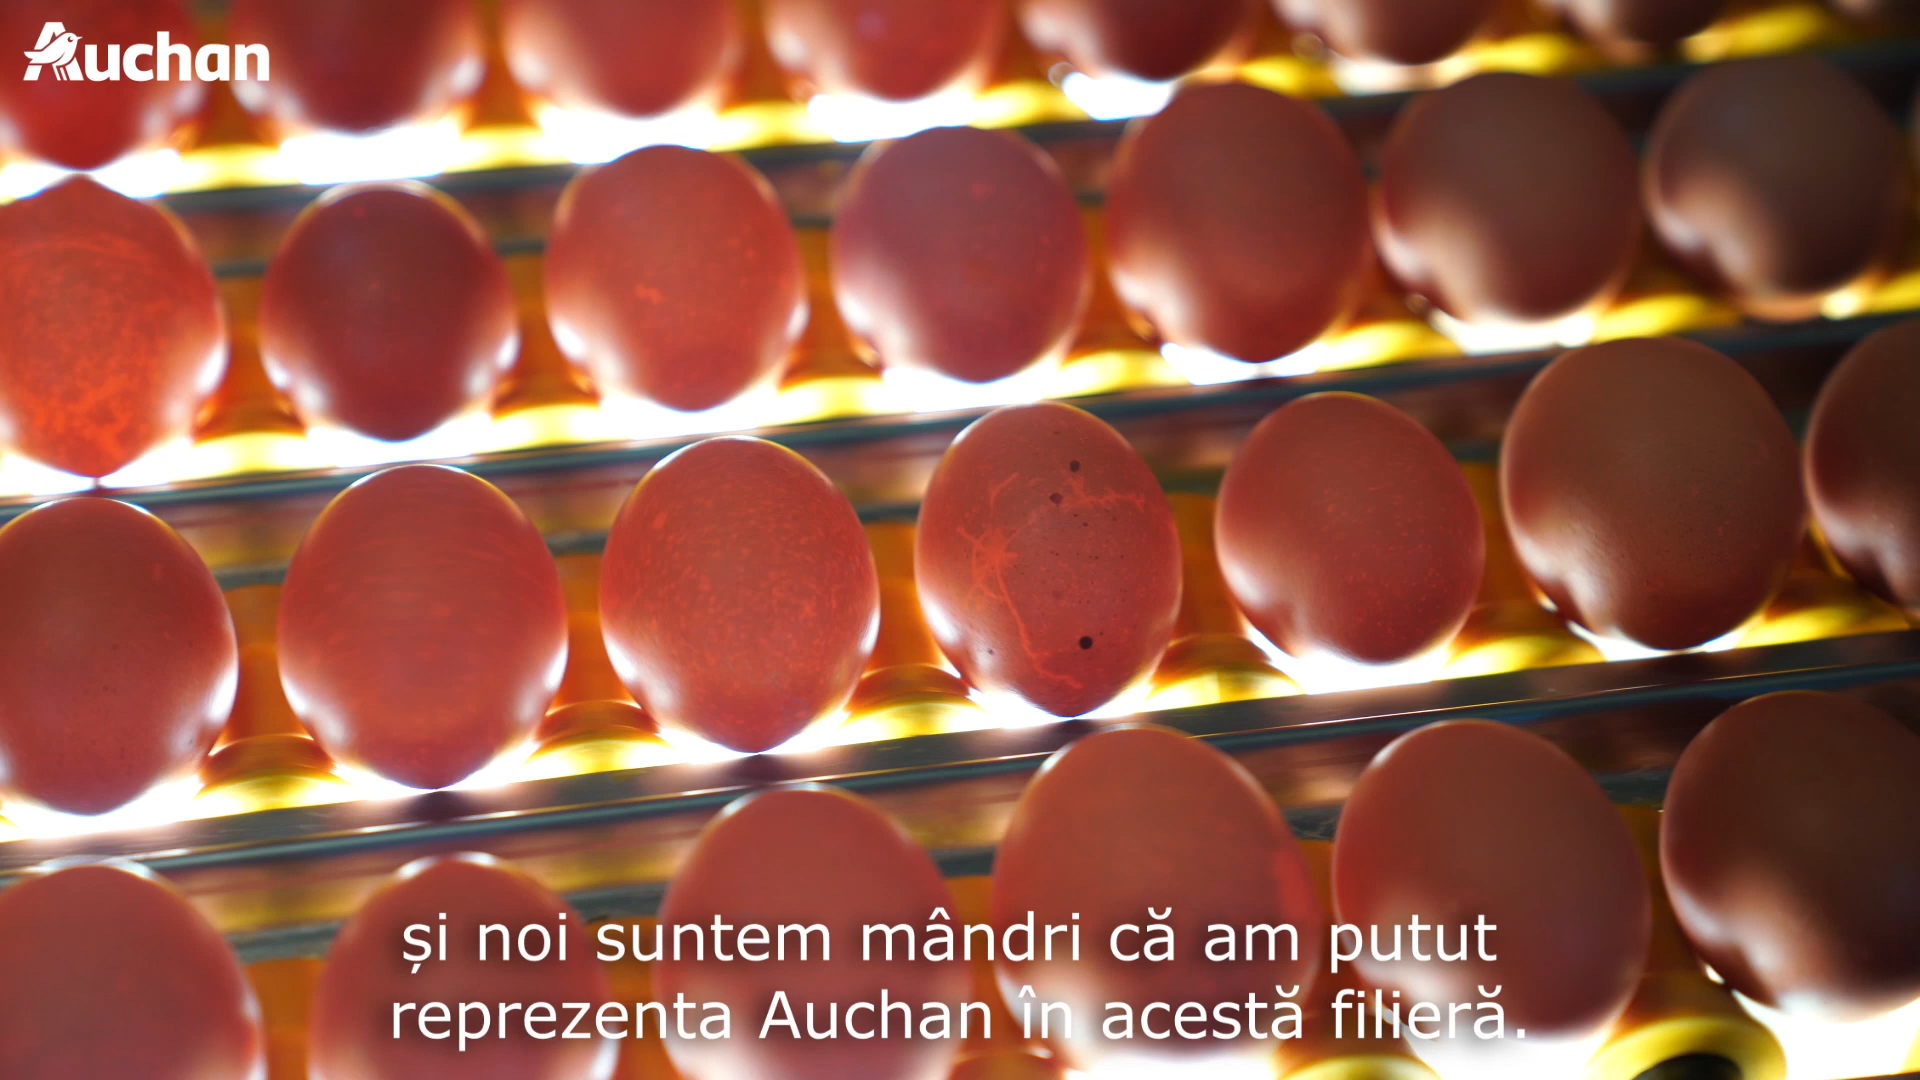 Auchan
și noi suntem mândri că am putut
reprezenta Auchan în acestă filieră.